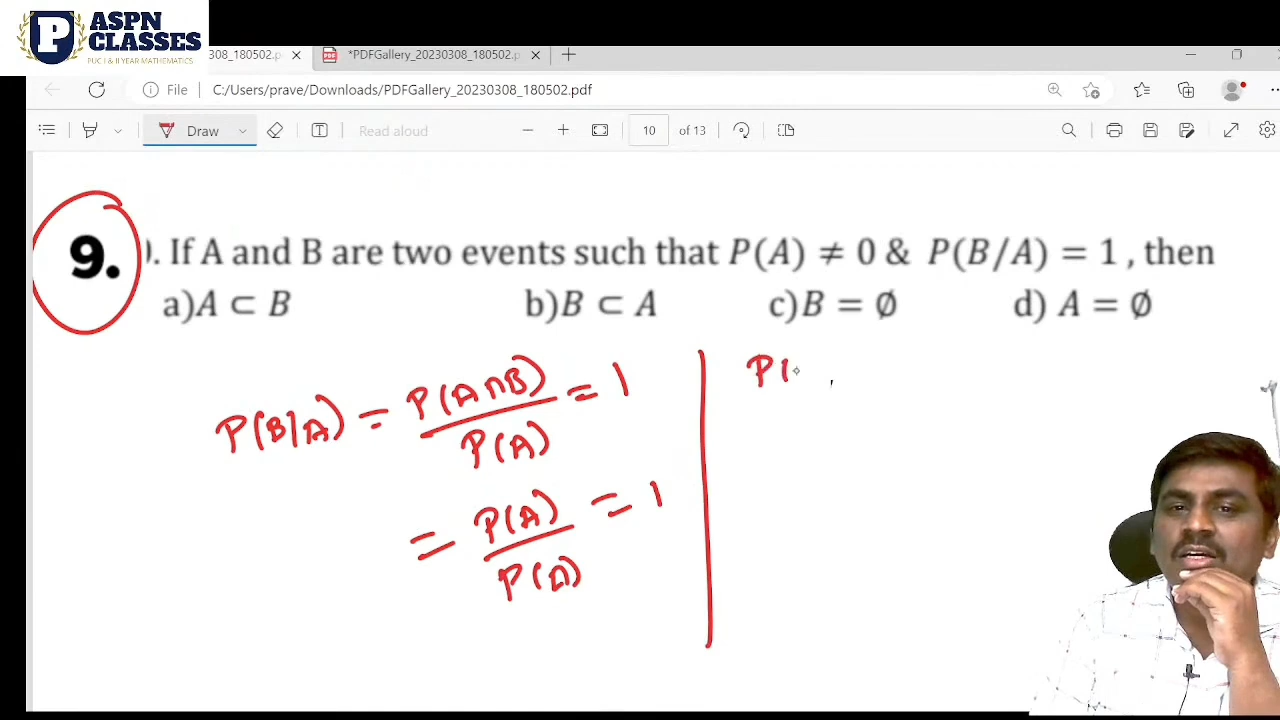 P ASPN CLASSES
PUC I & II YEAR MATHEMATICS
308_180502.p
*PDFGallery_20230308_180502.p
File C:/Users/prave/Downloads/PDFGallery_20230308_180502.pdf
Draw Read aloud 10 of 13
9. ). If A and B are two events such that P(A) ≠ 0 & P(B/A) = 1 , then
a)A ⊂ B b)B ⊂ A c)B = ∅ d) A = ∅
P(B|A) = P(A∩B)/P(A) = 1
= P(A)/P(A) = 1
P(